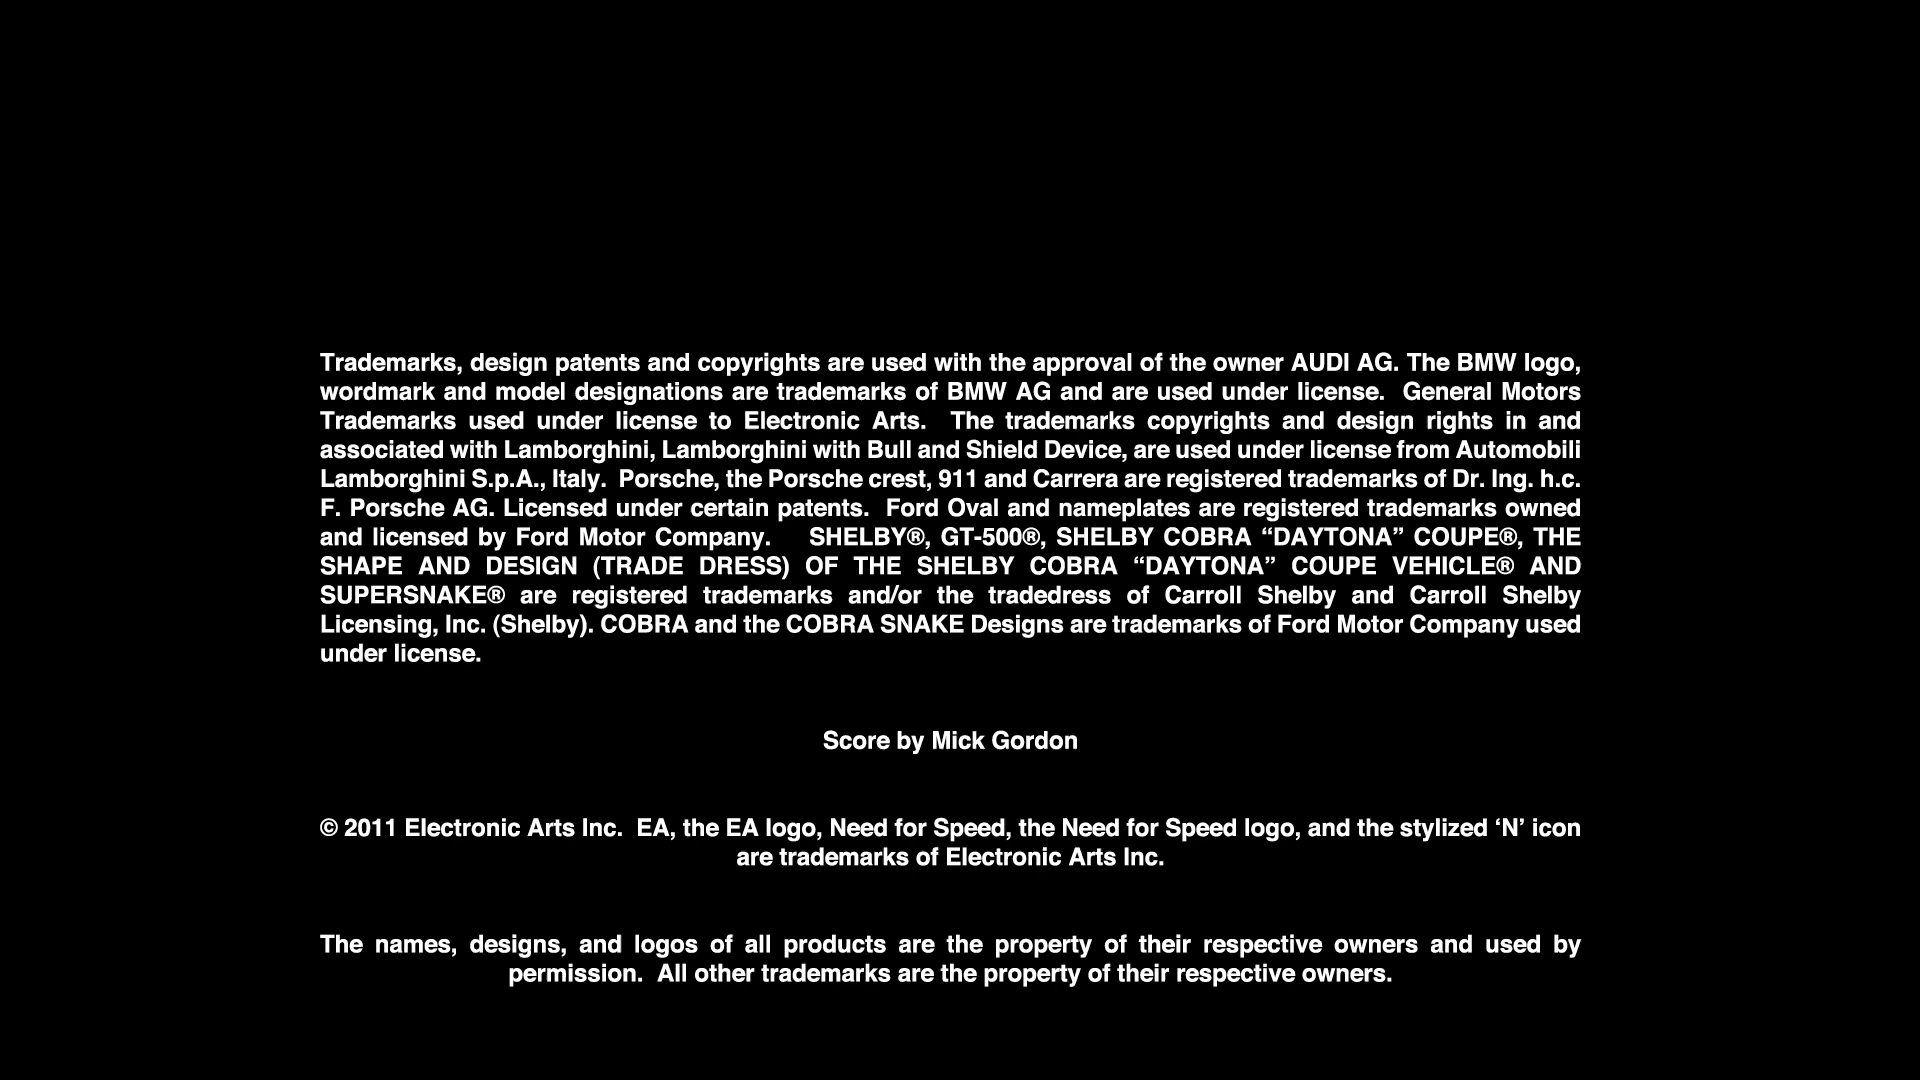 Trademarks, design patents and copyrights are used with the approval of the owner AUDI AG. The BMW logo,
wordmark and model designations are trademarks of BMW AG and are used under license.  General Motors
Trademarks used under license to Electronic Arts.  The trademarks copyrights and design rights in and
associated with Lamborghini, Lamborghini with Bull and Shield Device, are used under license from Automobili
Lamborghini S.p.A., Italy.  Porsche, the Porsche crest, 911 and Carrera are registered trademarks of Dr. Ing. h.c.
F. Porsche AG. Licensed under certain patents.  Ford Oval and nameplates are registered trademarks owned
and licensed by Ford Motor Company.    SHELBY®, GT-500®, SHELBY COBRA “DAYTONA” COUPE®, THE
SHAPE AND DESIGN (TRADE DRESS) OF THE SHELBY COBRA “DAYTONA” COUPE VEHICLE® AND
SUPERSNAKE® are registered trademarks and/or the tradedress of Carroll Shelby and Carroll Shelby
Licensing, Inc. (Shelby). COBRA and the COBRA SNAKE Designs are trademarks of Ford Motor Company used
under license.
Score by Mick Gordon
© 2011 Electronic Arts Inc.  EA, the EA logo, Need for Speed, the Need for Speed logo, and the stylized ‘N’ icon
are trademarks of Electronic Arts Inc.
The names, designs, and logos of all products are the property of their respective owners and used by
permission.  All other trademarks are the property of their respective owners.